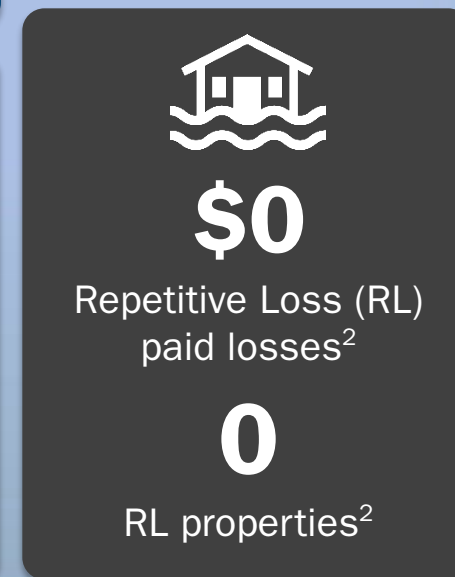 $0
Repetitive Loss (RL)
paid losses²
0
RL properties²